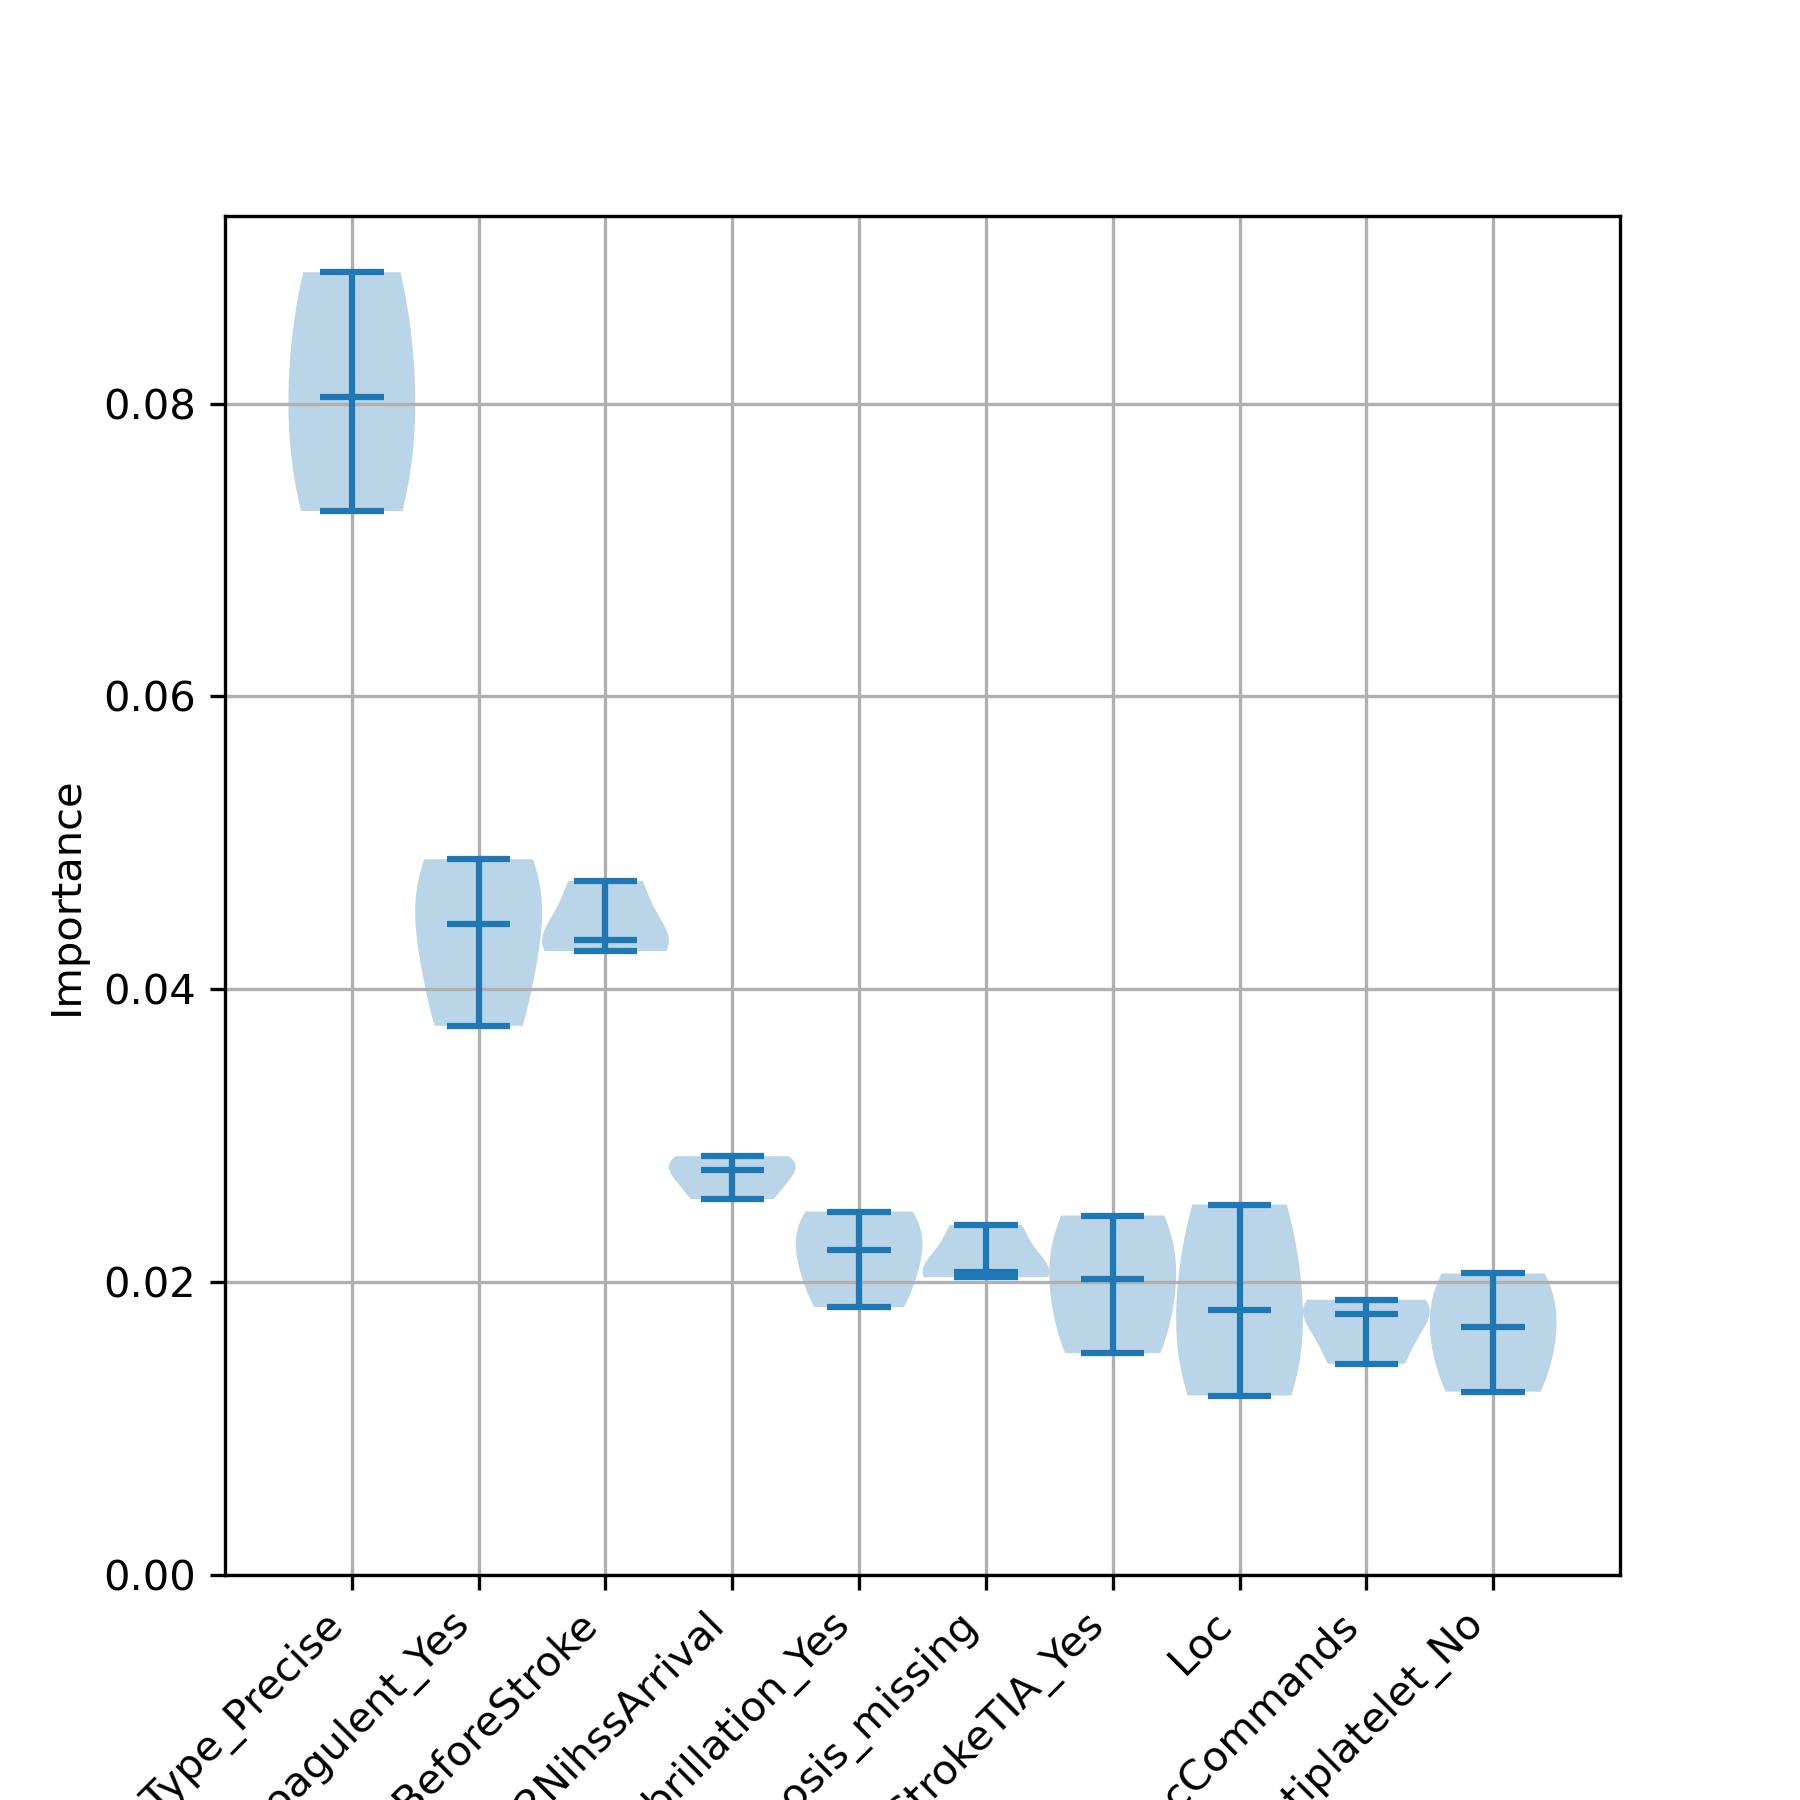 0.08
0.06
0.04
0.02
0.00
Importance
Type_Precise
oagulent_Yes
BeforeStroke
2NihssArrival
brillation_Yes
osis_missing
StrokeTIA_Yes
Loc
cCommands
tiplatelet_No